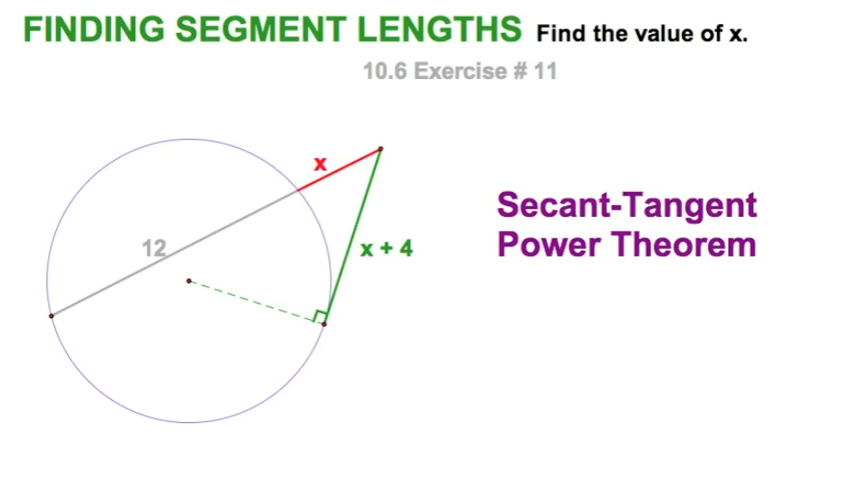 FINDING SEGMENT LENGTHS Find the value of x.
10.6 Exercise # 11
x
12
x + 4
Secant-Tangent
Power Theorem